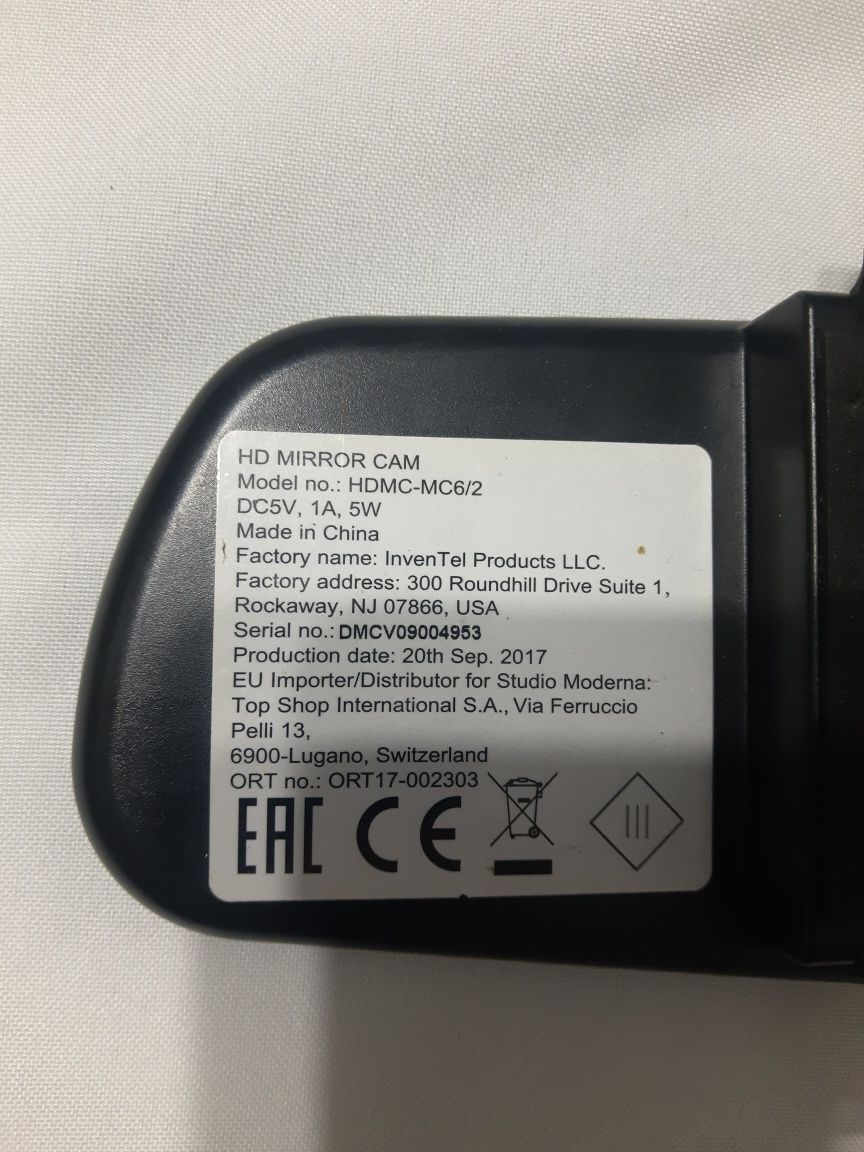 HD MIRROR CAM
Model no.: HDMC-MC6/2
DC5V, 1A, 5W
Made in China
Factory name: InvenTel Products LLC.
Factory address: 300 Roundhill Drive Suite 1,
Rockaway, NJ 07866, USA
Serial no.: DMCV09004953
Production date: 20th Sep. 2017
EU Importer/Distributor for Studio Moderna:
Top Shop International S.A., Via Ferruccio
Pelli 13,
6900-Lugano, Switzerland
ORT no.: ORT17-002303
EAC CE III